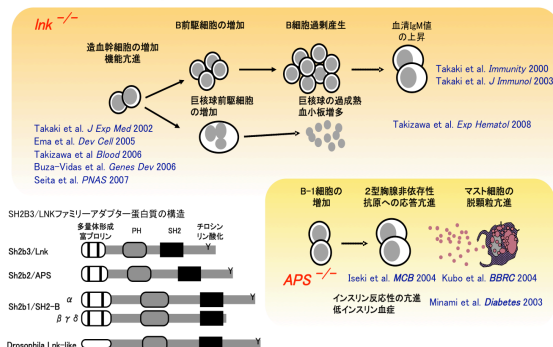 lnk －/－
B前駆細胞の増加
B細胞過剰産生
血清IgM値
の上昇
造血幹細胞の増加
機能亢進
Takaki et al. Immunity 2000
Takaki et al. J Immunol 2003
巨核球前駆細胞
の増加
巨核球の過成熟
血小板増多
Takizawa et al. Exp Hematol 2008
Takaki et al. J Exp Med 2002
Ema et al. Dev Cell 2005
Takizawa et al Blood 2006
Buza-Vidas et al. Genes Dev 2006
Seita et al. PNAS 2007
B-1細胞の
増加
2型胸腺非依存性
抗原への応答亢進
マスト細胞の
脱顆粒亢進
APS －/－
Iseki et al. MCB 2004
Kubo et al. BBRC 2004
インスリン反応性の亢進
低インスリン血症
Minami et al. Diabetes 2003
SH2B3/LNKファミリーアダプター蛋白質の構造
多量体形成
富プロリン
PH
SH2
チロシン
リン酸化
Sh2b3/Lnk
Y
Sh2b2/APS
Y
Sh2b1/SH2-B
α
Y
βγδ
Y
Drosophila Lnk-like
Y